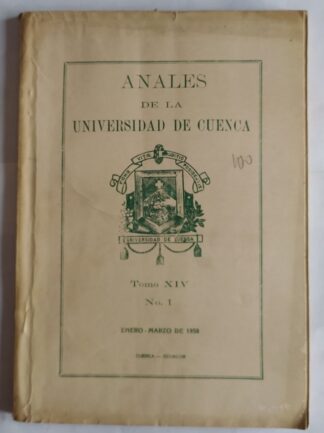 ANALES
DE LA
UNIVERSIDAD DE CUENCA
100
UNIVERSIDAD DE CUENCA
Tomo XIV
No. 1
ENERO - MARZO DE 1958
CUENCA — ECUADOR